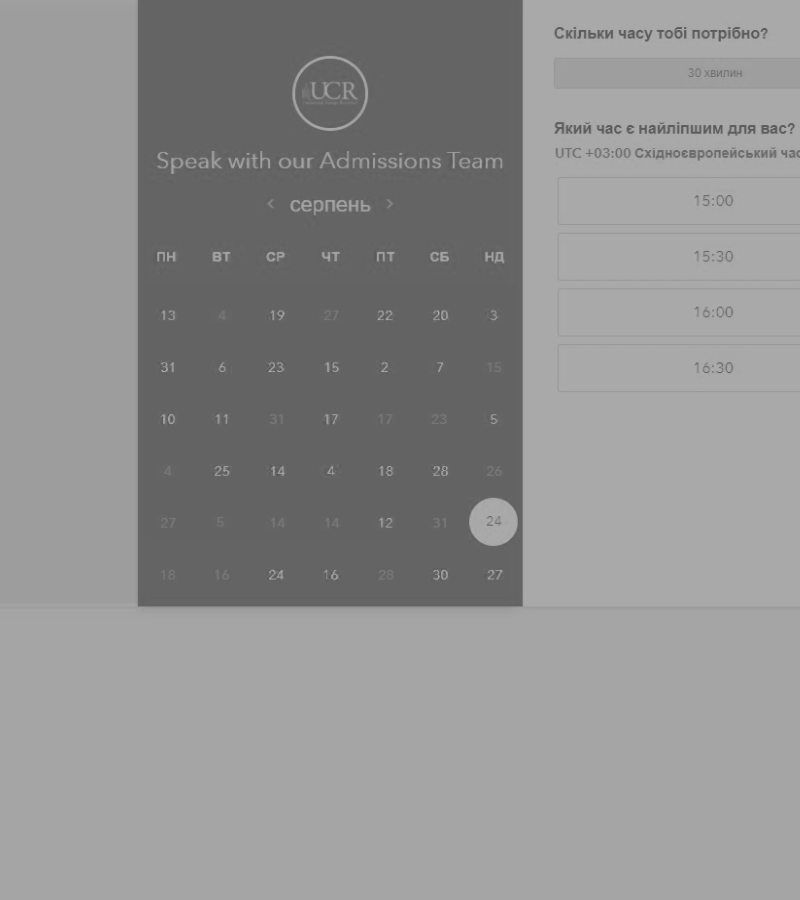 UCR
Speak with our Admissions Team
серпень
ПН ВТ СР ЧТ ПТ СБ НД
13 4 19 27 22 20 3
31 6 23 15 2 7 15
10 11 31 17 17 23 5
4 25 14 4 18 28 26
27 5 14 14 12 31 24
18 16 24 16 28 30 27
Скільки часу тобі потрібно?
30 хвилин
Який час є найліпшим для вас?
UTC +03:00 Східноєвропейський час
15:00
15:30
16:00
16:30